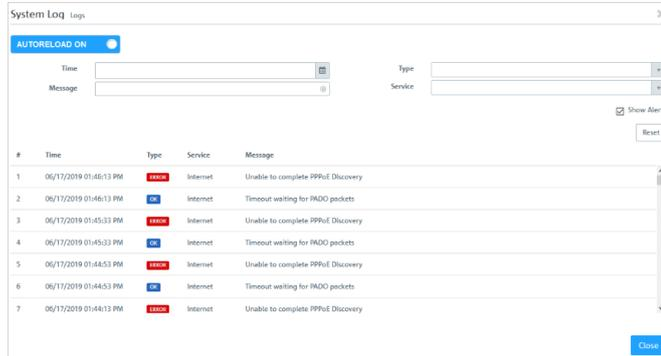 System Log Logs
AUTORELOAD ON
Time
Type
Message
Service
Show Aler
Reset
# Time Type Service Message
1 06/17/2019 01:46:13 PM ERROR Internet Unable to complete PPPoE Discovery
2 06/17/2019 01:46:13 PM OK Internet Timeout waiting for PADO packets
3 06/17/2019 01:45:33 PM ERROR Internet Unable to complete PPPoE Discovery
4 06/17/2019 01:45:33 PM OK Internet Timeout waiting for PADO packets
5 06/17/2019 01:44:53 PM ERROR Internet Unable to complete PPPoE Discovery
6 06/17/2019 01:44:53 PM OK Internet Timeout waiting for PADO packets
7 06/17/2019 01:44:13 PM ERROR Internet Unable to complete PPPoE Discovery
Close